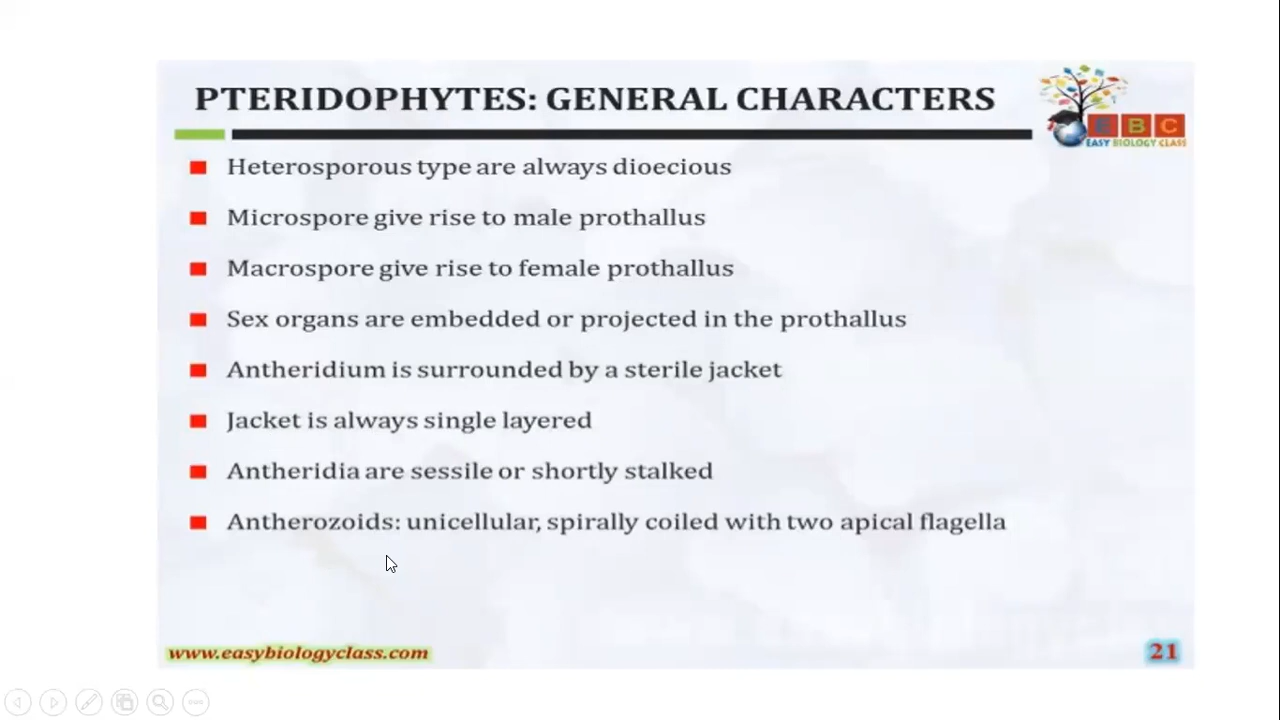 PTERIDOPHYTES: GENERAL CHARACTERS
E B C
EASY BIOLOGY CLASS
Heterosporous type are always dioecious
Microspore give rise to male prothallus
Macrospore give rise to female prothallus
Sex organs are embedded or projected in the prothallus
Antheridium is surrounded by a sterile jacket
Jacket is always single layered
Antheridia are sessile or shortly stalked
Antherozoids: unicellular, spirally coiled with two apical flagella
www.easybiologyclass.com
21